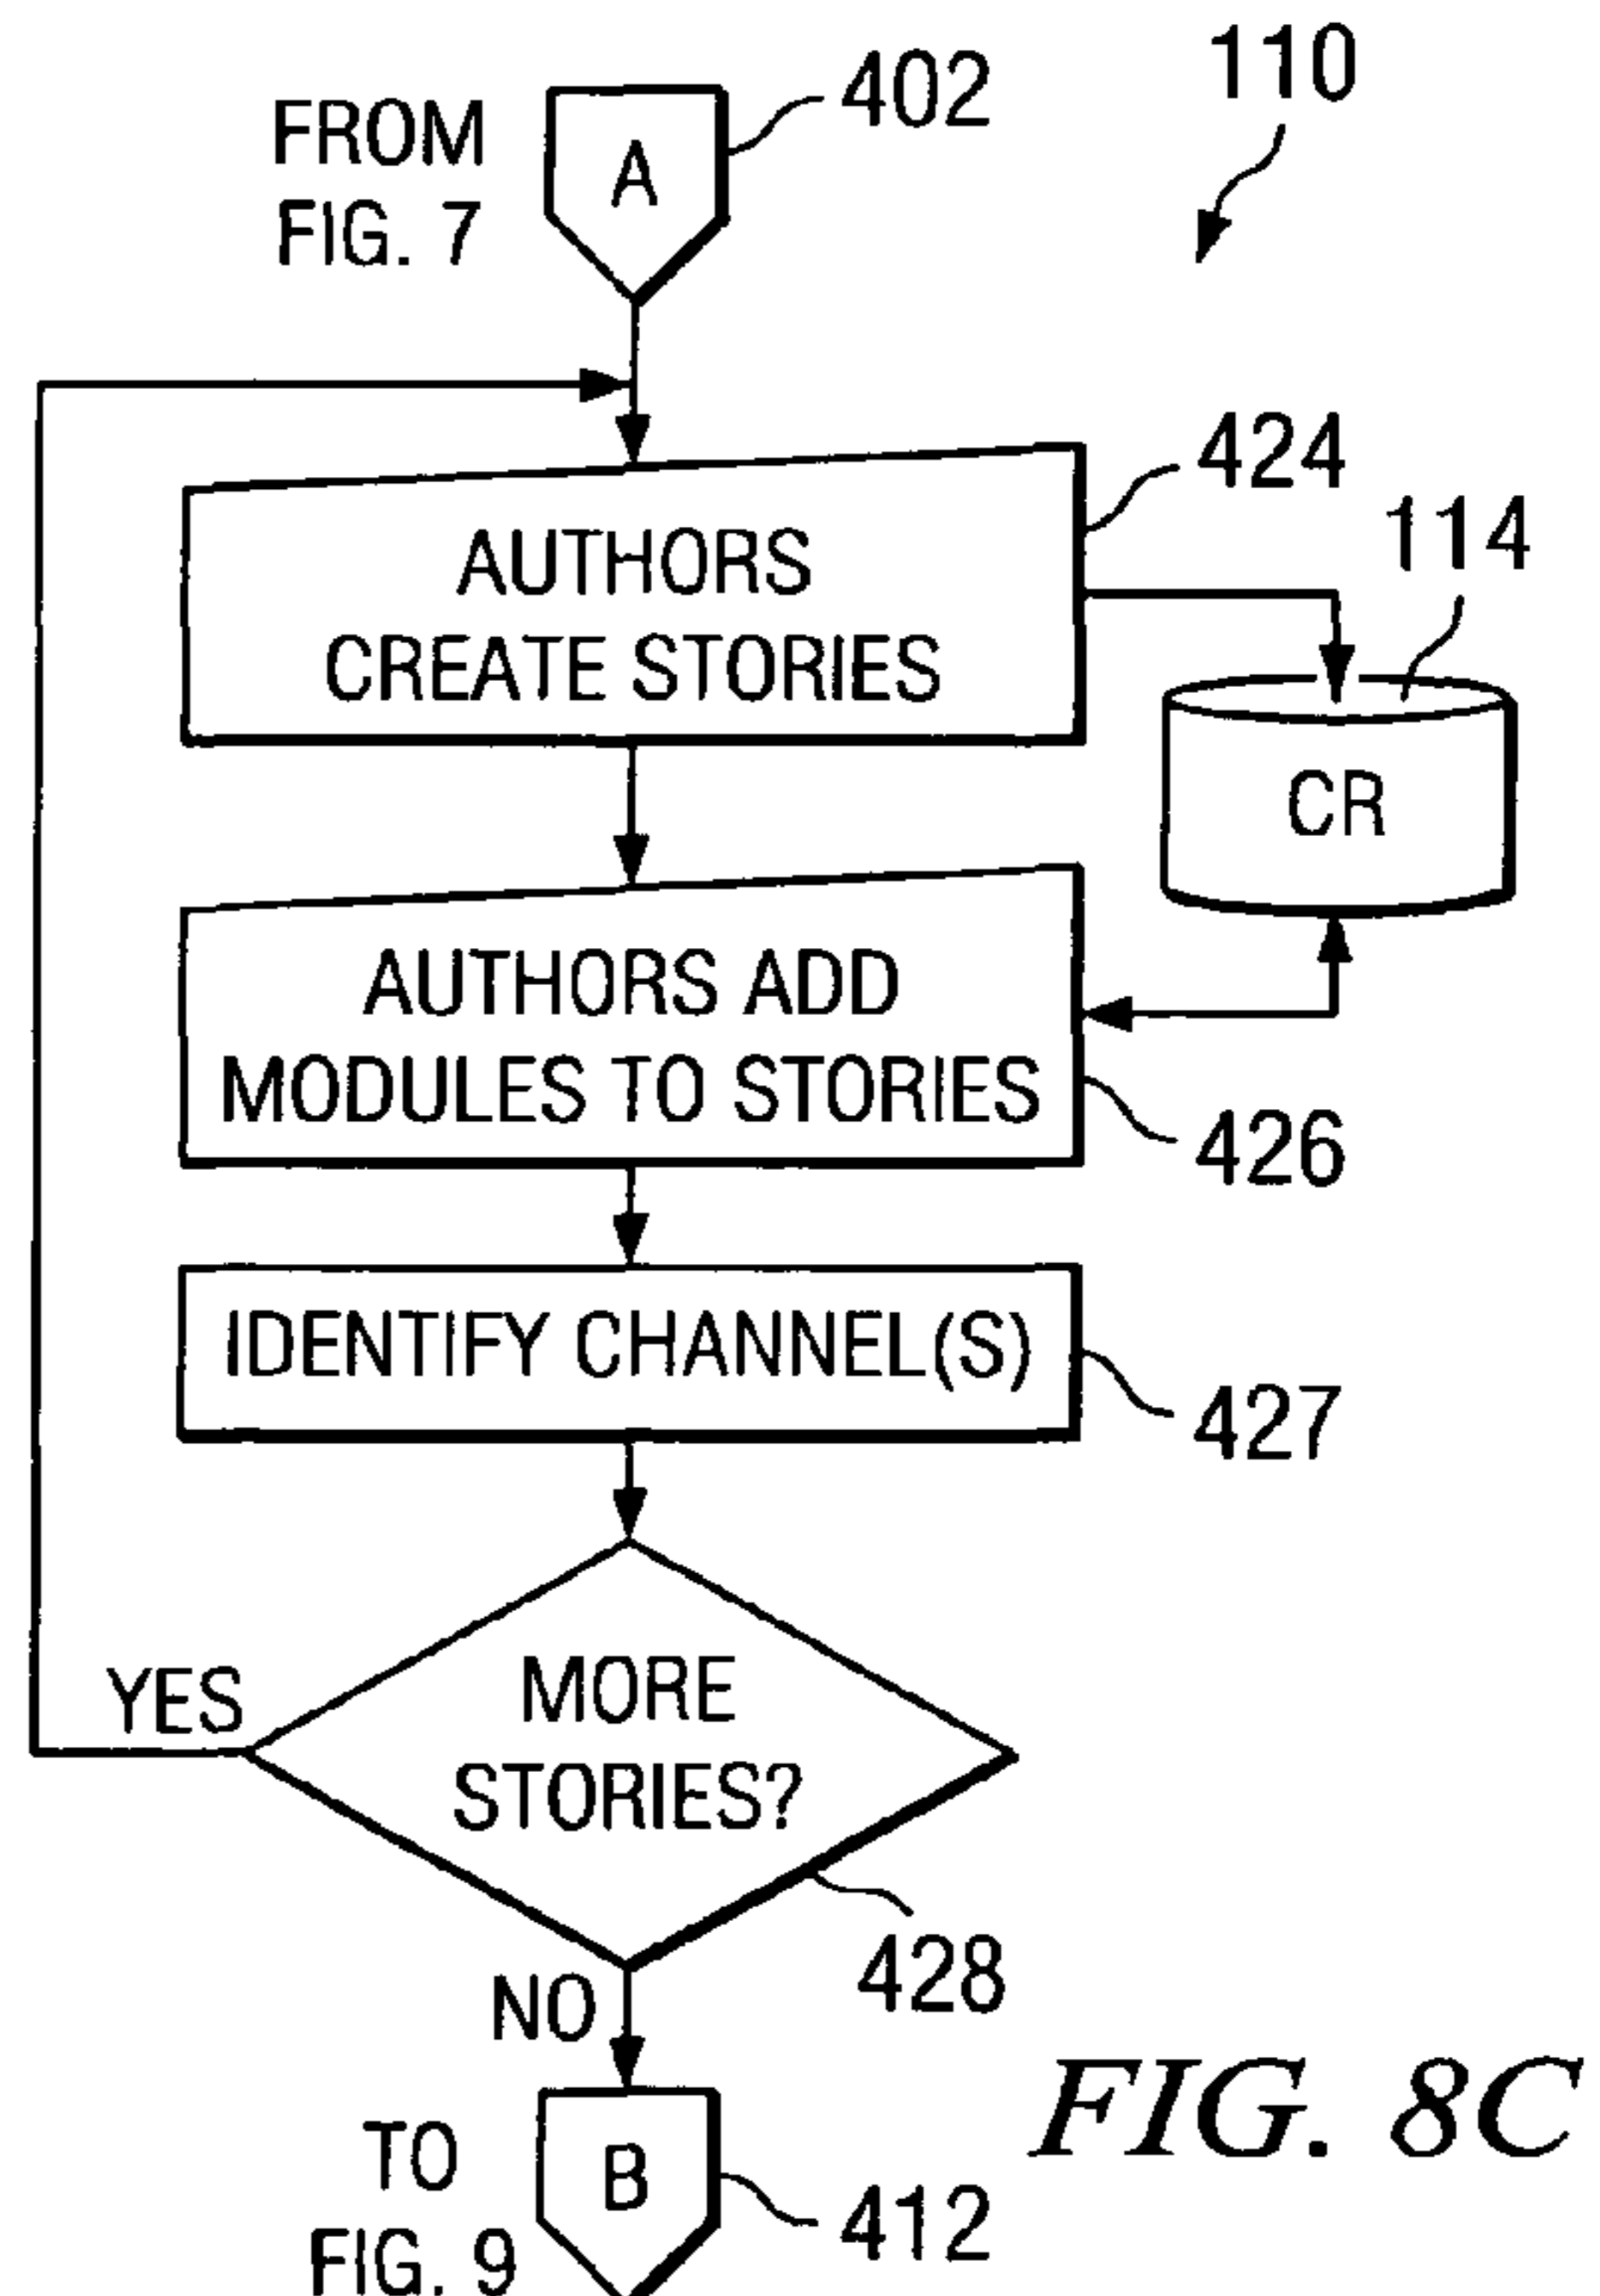 110
FROM
FIG. 7
A
402
AUTHORS
CREATE STORIES
424
114
CR
AUTHORS ADD
MODULES TO STORIES
426
IDENTIFY CHANNEL(S)
427
MORE
STORIES?
YES
428
NO
TO
FIG. 9
B
412
FIG. 8C